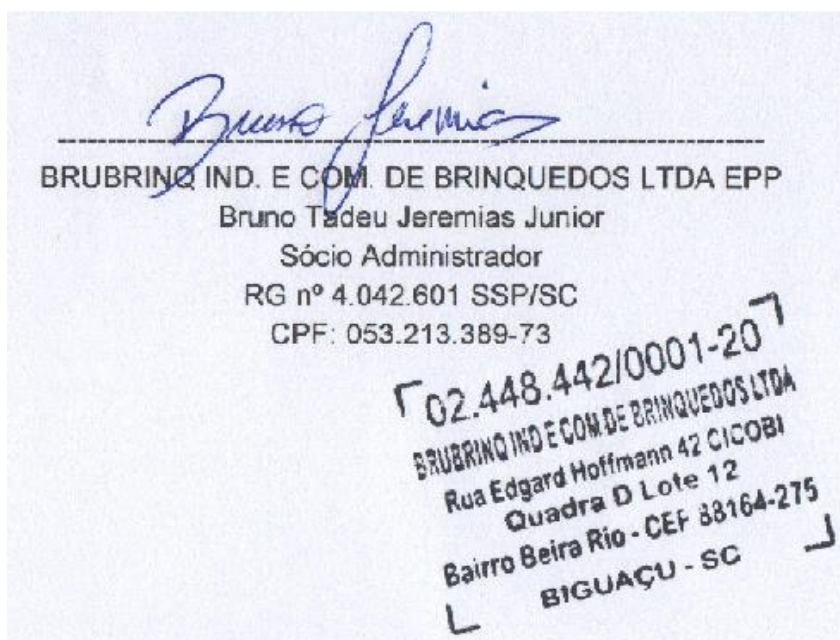 Bruno Jeremias
BRUBRINQ IND. E COM. DE BRINQUEDOS LTDA EPP
Bruno Tadeu Jeremias Junior
Sócio Administrador
RG nº 4.042.601 SSP/SC
CPF: 053.213.389-73
02.448.442/0001-20
BRUBRINQ IND E COM DE BRINQUEDOS LTDA
Rua Edgard Hoffmann 42 CICOBI
Quadra D Lote 12
Bairro Beira Rio - CEP 88164-275
BIGUAÇU - SC